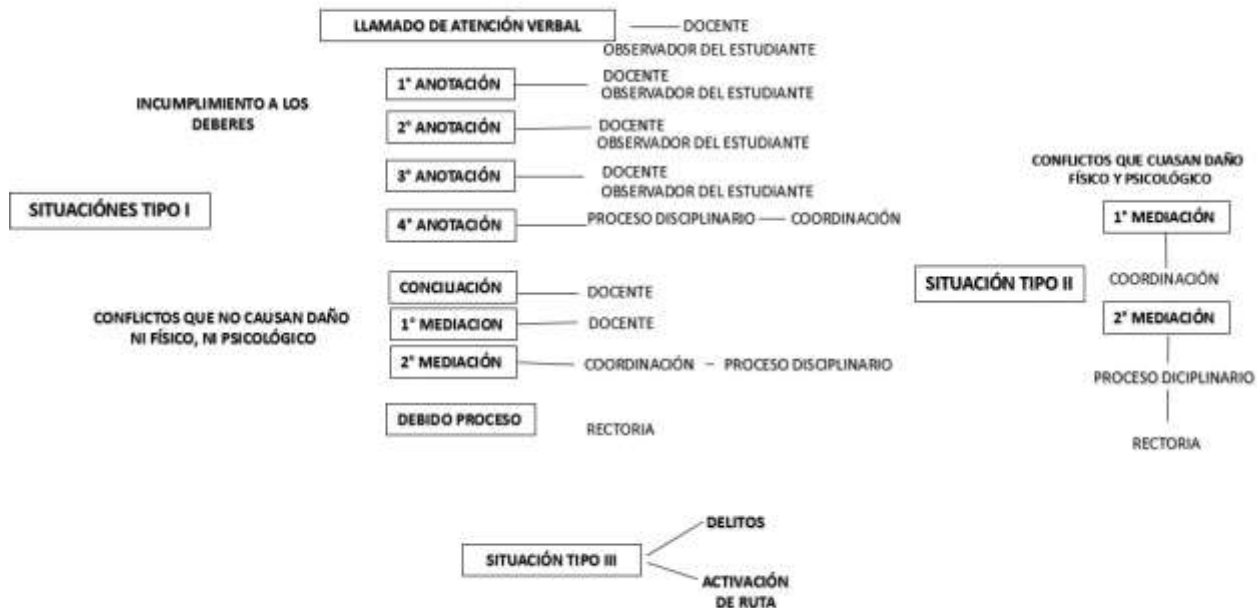 LLAMADO DE ATENCIÓN VERBAL
DOCENTE
OBSERVADOR DEL ESTUDIANTE
INCUMPLIMIENTO A LOS
DEBERES
1° ANOTACIÓN
DOCENTE
OBSERVADOR DEL ESTUDIANTE
2° ANOTACIÓN
DOCENTE
OBSERVADOR DEL ESTUDIANTE
3° ANOTACIÓN
DOCENTE
OBSERVADOR DEL ESTUDIANTE
SITUACIÓNES TIPO I
4° ANOTACIÓN
PROCESO DISCIPLINARIO
COORDINACIÓN
CONFLICTOS QUE NO CAUSAN DAÑO
NI FÍSICO, NI PSICOLÓGICO
CONCILIACIÓN
DOCENTE
1° MEDIACION
DOCENTE
2° MEDIACIÓN
COORDINACIÓN – PROCESO DISCIPLINARIO
DEBIDO PROCESO
RECTORIA
CONFLICTOS QUE CUASAN DAÑO
FÍSICO Y PSICOLÓGICO
SITUACIÓN TIPO II
1° MEDIACIÓN
COORDINACIÓN
2° MEDIACIÓN
PROCESO DICIPLINARIO
RECTORIA
SITUACIÓN TIPO III
DELITOS
ACTIVACIÓN
DE RUTA